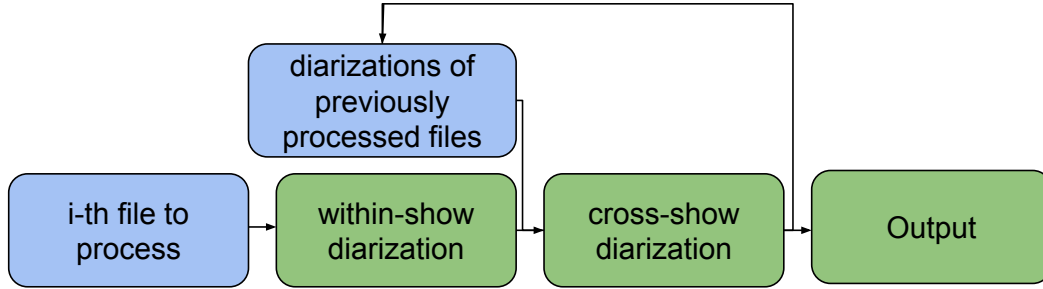 diarizations of
previously
processed files
i-th file to
process
within-show
diarization
cross-show
diarization
Output